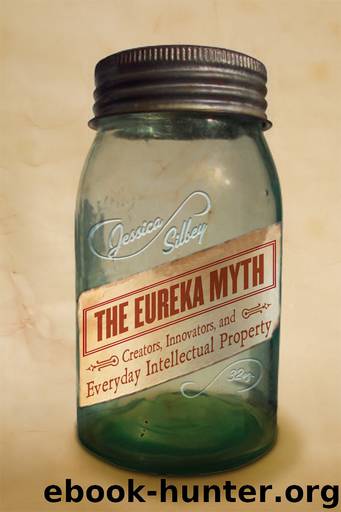 Jessica
Silbey
THE EUREKA MYTH
Creators, Innovators, and
Everyday Intellectual Property
ebook-hunter.org